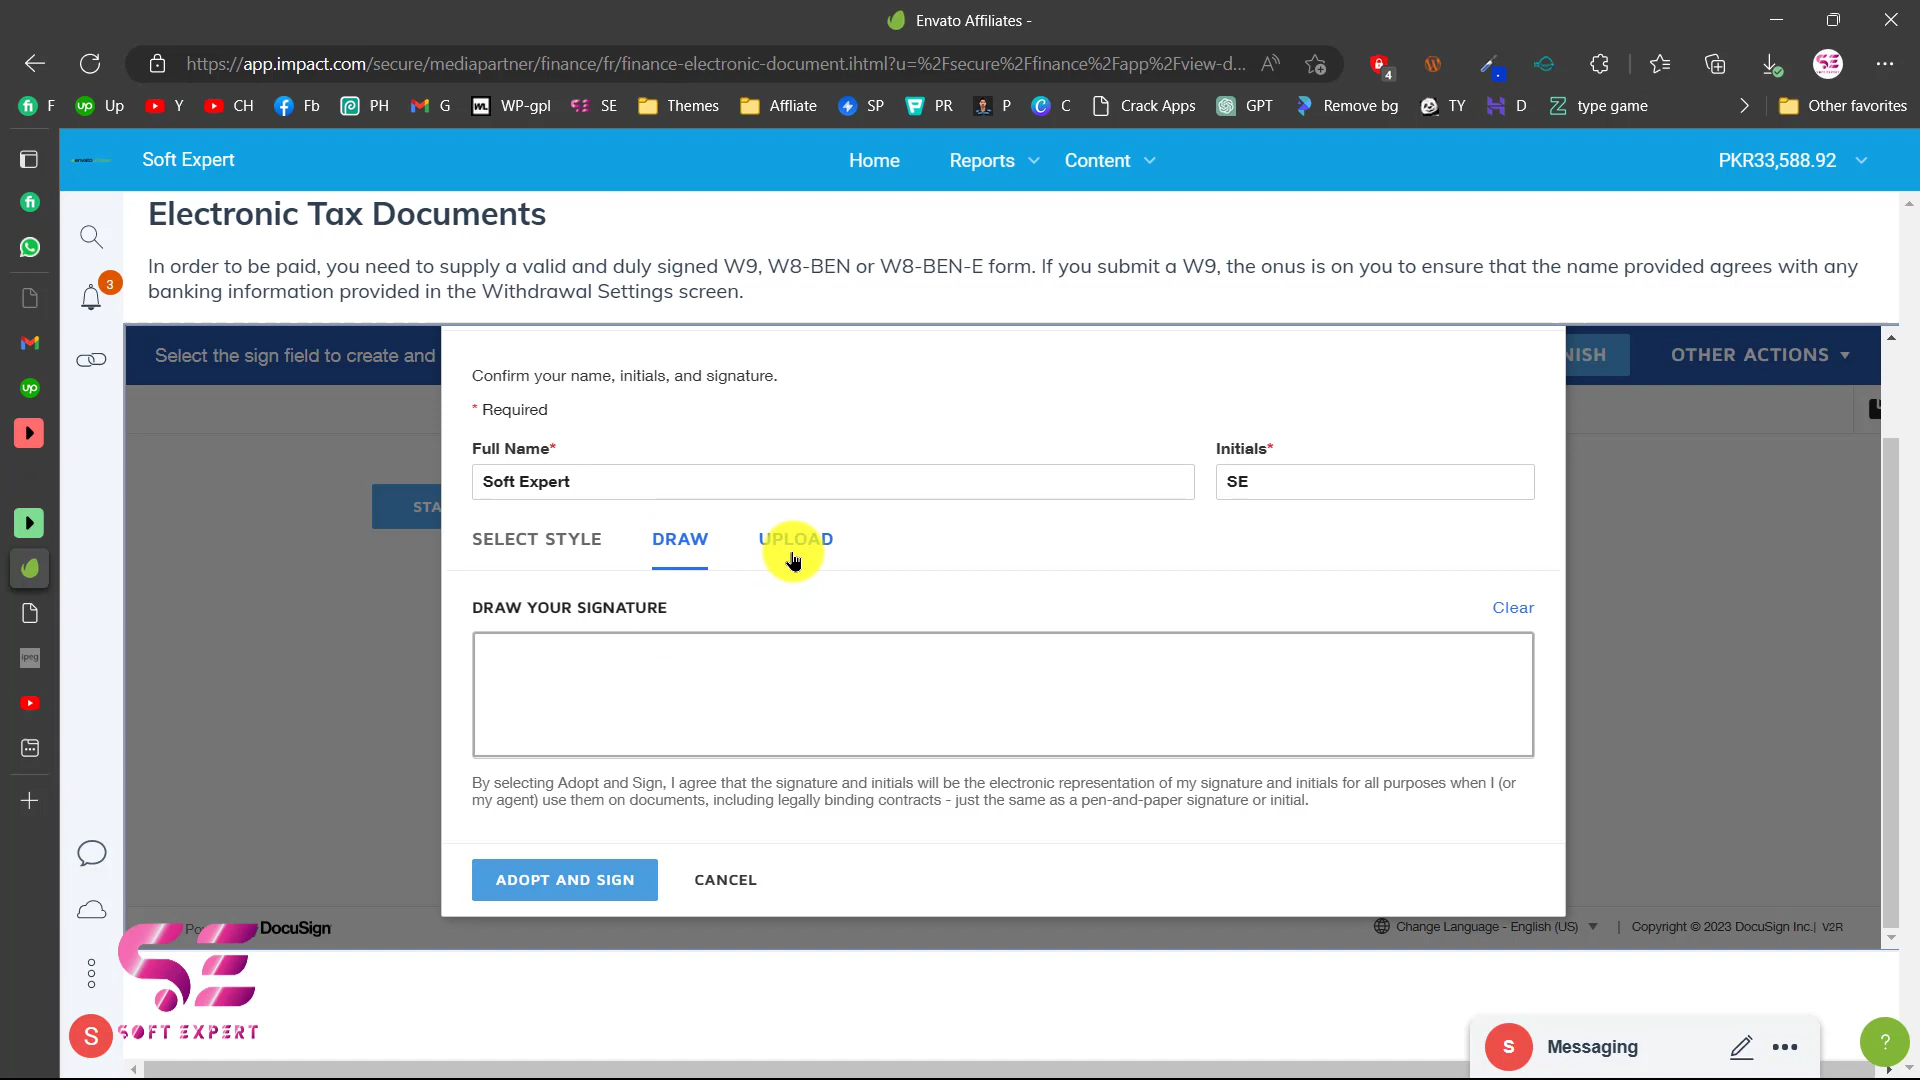 Envato Affiliates -
https://app.impact.com/secure/mediapartner/finance/fr/finance-electronic-document.ihtml?u=%2Fsecure%2Ffinance%2Fapp%2Fview-d...
4
F Up Y CH Fb PH G WP-gpl SE Themes Affliate SP PR P C Crack Apps GPT Remove bg TY D type game Other favorites
Soft Expert Home Reports Content PKR33,588.92
Electronic Tax Documents
In order to be paid, you need to supply a valid and duly signed W9, W8-BEN or W8-BEN-E form. If you submit a W9, the onus is on you to ensure that the name provided agrees with any
banking information provided in the Withdrawal Settings screen.
3
Select the sign field to create and
NISH OTHER ACTIONS
Confirm your name, initials, and signature.
* Required
Full Name* Initials*
Soft Expert SE
STA
SELECT STYLE DRAW UPLOAD
DRAW YOUR SIGNATURE Clear
By selecting Adopt and Sign, I agree that the signature and initials will be the electronic representation of my signature and initials for all purposes when I (or
my agent) use them on documents, including legally binding contracts - just the same as a pen-and-paper signature or initial.
ADOPT AND SIGN CANCEL
Po DocuSign Change Language - English (US) | Copyright © 2023 DocuSign Inc. | V2R
SE
SOFT EXPERT
S
S Messaging
?